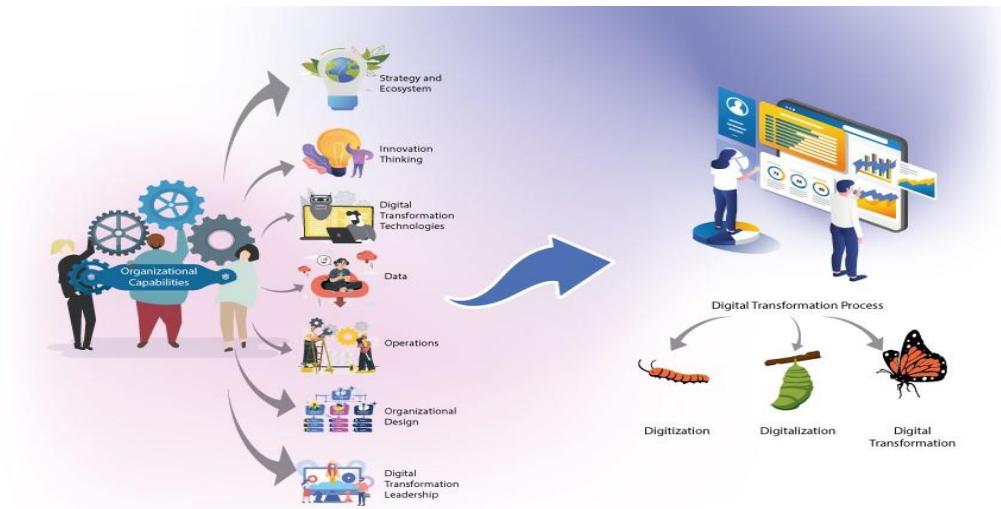 Strategy and
Ecosystem
Innovation
Thinking
Digital
Transformation
Technologies
Organizational
Capabilities
Data
Operations
Organizational
Design
Digital
Transformation
Leadership
Digital Transformation Process
Digitization
Digitalization
Digital
Transformation